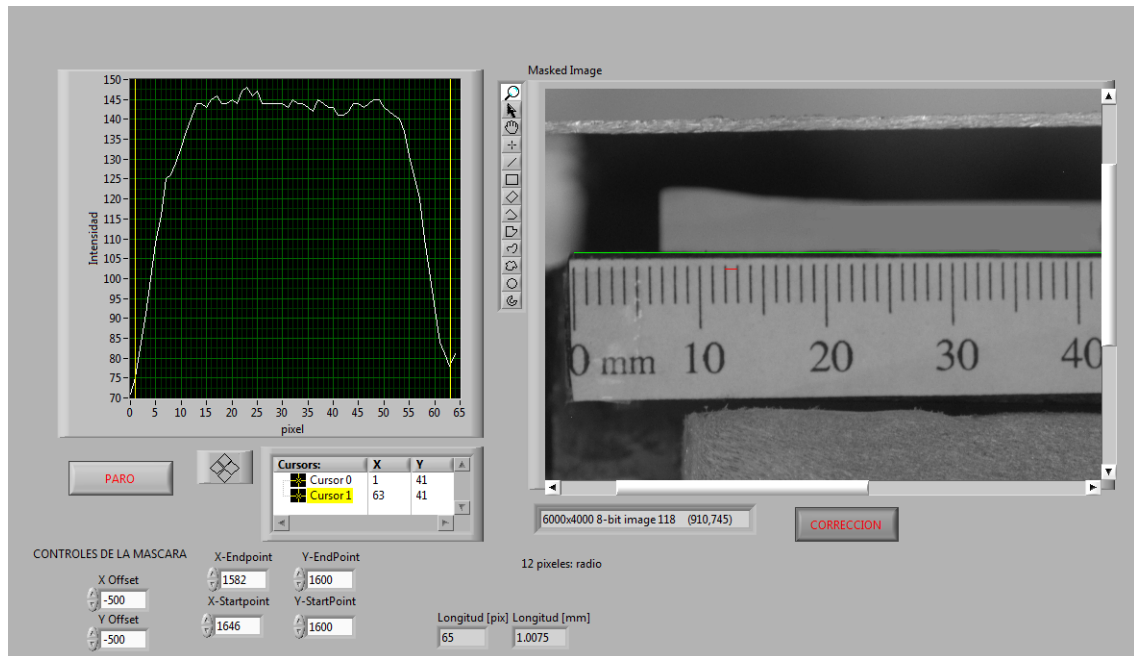 Masked Image
150
145
140
135
130
125
120
115
110
105
100
95
90
85
80
75
70
Intensidad
0 5 10 15 20 25 30 35 40 45 50 55 60 65
pixel
0 mm 10 20 30 40
PARO
Cursors: X Y
Cursor 0 1 41
Cursor 1 63 41
6000x4000 8-bit image 118 (910,745)
CORRECCION
12 pixeles: radio
CONTROLES DE LA MASCARA
X-Endpoint Y-EndPoint
X Offset 1582 1600
-500
X-Startpoint Y-StartPoint
Y Offset 1646 1600
-500
Longitud [pix] Longitud [mm]
65 1.0075